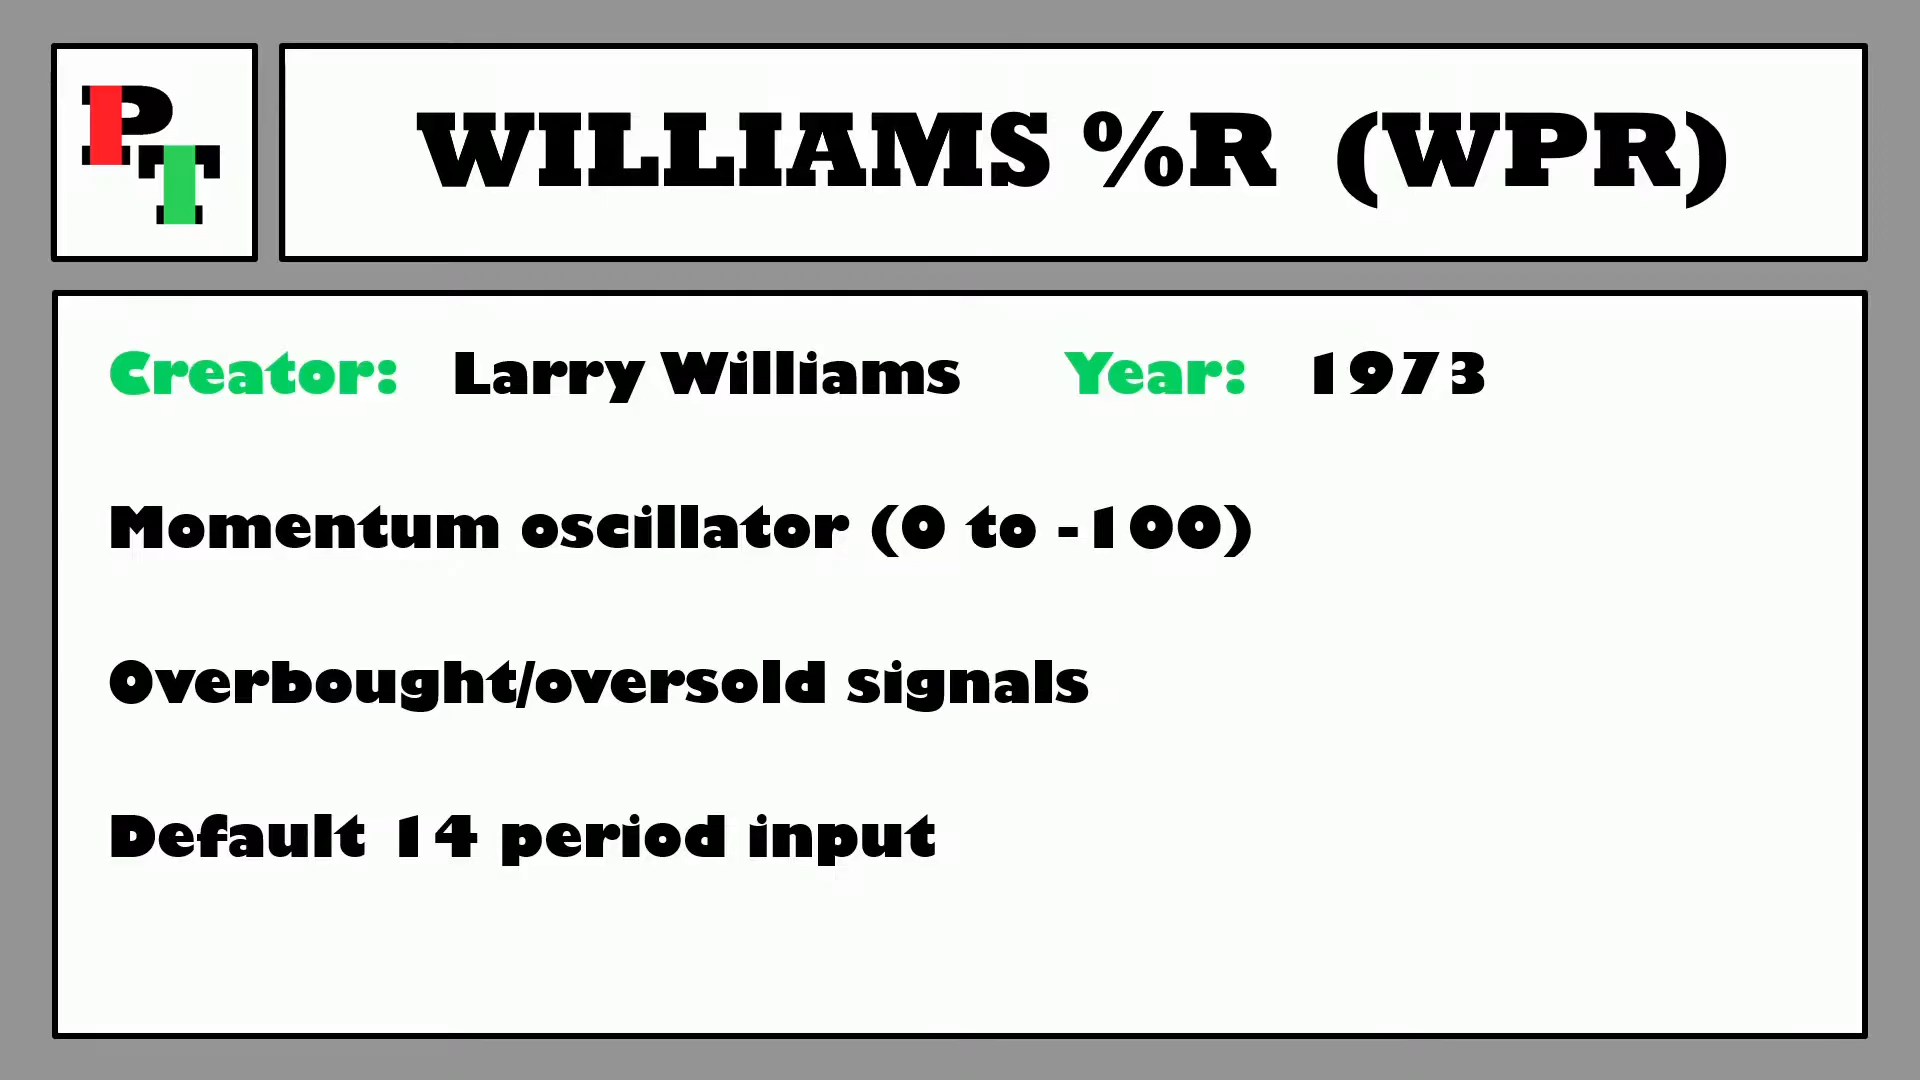 PT
WILLIAMS %R (WPR)
Creator: Larry Williams Year: 1973
Momentum oscillator (0 to -100)
Overbought/oversold signals
Default 14 period input